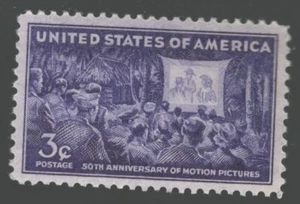 UNITED STATES OF AMERICA
3¢
POSTAGE 50TH ANNIVERSARY OF MOTION PICTURES